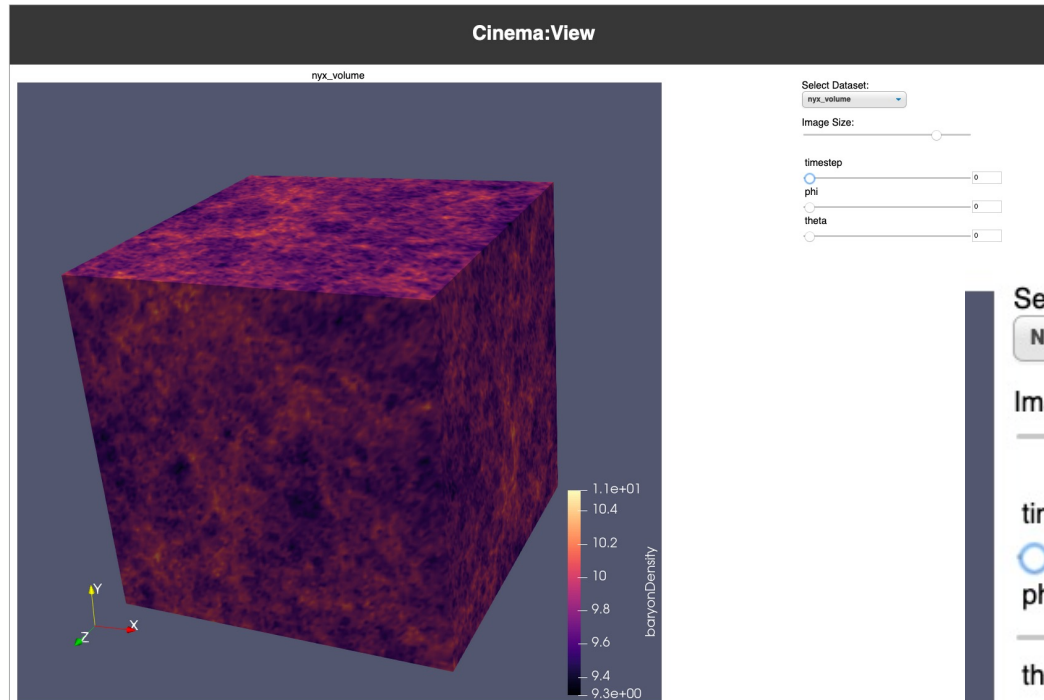 Cinema:View
nyx_volume
Select Dataset:
nyx_volume
Image Size:
timestep
0
phi
0
theta
0
1.1e+01
10.4
10.2
10
9.8
9.6
9.4
9.3e+00
baryonDensity
Y
X
Z
Se
N
Im
tin
ph
th